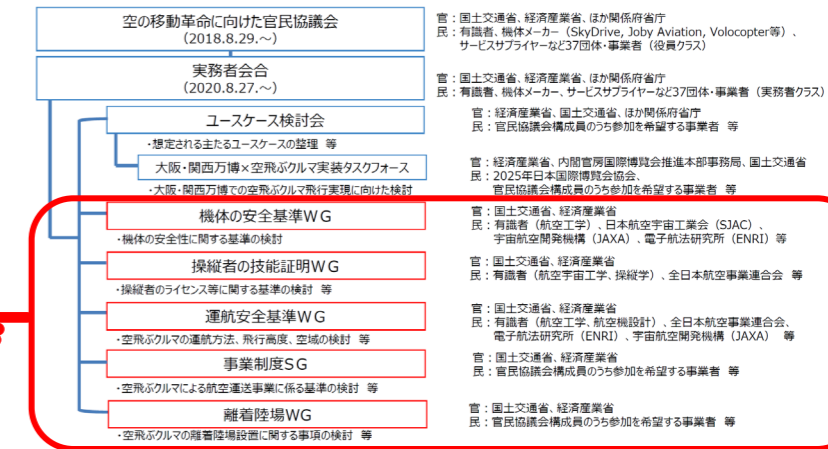 空の移動革命に向けた官民協議会
（2018.8.29.～）
官：国土交通省、経済産業省、ほか関係府省庁
民：有識者、機体メーカー（SkyDrive, Joby Aviation, Volocopter等）、
サービスサプライヤーなど37団体・事業者（役員クラス）
実務者会合
（2020.8.27.～）
官：国土交通省、経済産業省、ほか関係府省庁
民：有識者、機体メーカー、サービスサプライヤーなど37団体・事業者（実務者クラス）
ユースケース検討会
・想定される主たるユースケースの整理 等
官：経済産業省、国土交通省、ほか関係府省庁
民：官民協議会構成員のうち参加を希望する事業者 等
大阪・関西万博×空飛ぶクルマ実装タスクフォース
・大阪・関西万博での空飛ぶクルマ飛行実現に向けた検討
官：経済産業省、内閣官房国際博覧会推進本部事務局、国土交通省
民：2025年日本国際博覧会協会、
官民協議会構成員のうち参加を希望する事業者 等
機体の安全基準WG
・機体の安全性に関する基準の検討
官：国土交通省、経済産業省
民：有識者（航空工学）、日本航空宇宙工業会（SJAC）、
宇宙航空開発機構（JAXA）、電子航法研究所（ENRI）等
操縦者の技能証明WG
・操縦者のライセンス等に関する基準の検討 等
官：国土交通省、経済産業省
民：有識者（航空宇宙工学、操縦学）、全日本航空事業連合会 等
運航安全基準WG
・空飛ぶクルマの運航方法、飛行高度、空域の検討 等
官：国土交通省、経済産業省
民：有識者（航空工学、航空機設計）、全日本航空事業連合会、
電子航法研究所（ENRI）、宇宙航空開発機構（JAXA） 等
事業制度SG
・空飛ぶクルマによる航空運送事業に係る基準の検討 等
官：国土交通省、経済産業省
民：官民協議会構成員のうち参加を希望する事業者 等
離着陸場WG
・空飛ぶクルマの離着陸場設置に関する事項の検討 等
官：国土交通省、経済産業省
民：官民協議会構成員のうち参加を希望する事業者 等